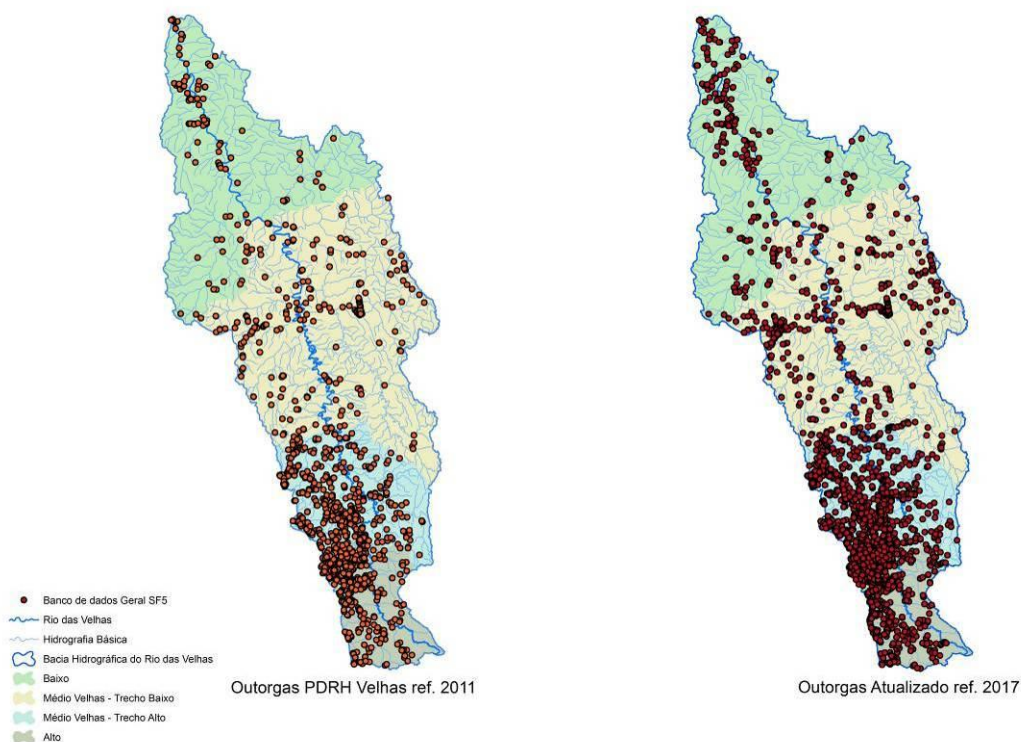 Banco de dados Geral SF5
Rio das Velhas
Hidrografia Básica
Bacia Hidrográfica do Rio das Velhas
Baixo
Médio Velhas - Trecho Baixo
Médio Velhas - Trecho Alto
Alto
Outorgas PDRH Velhas ref. 2011
Outorgas Atualizado ref. 2017